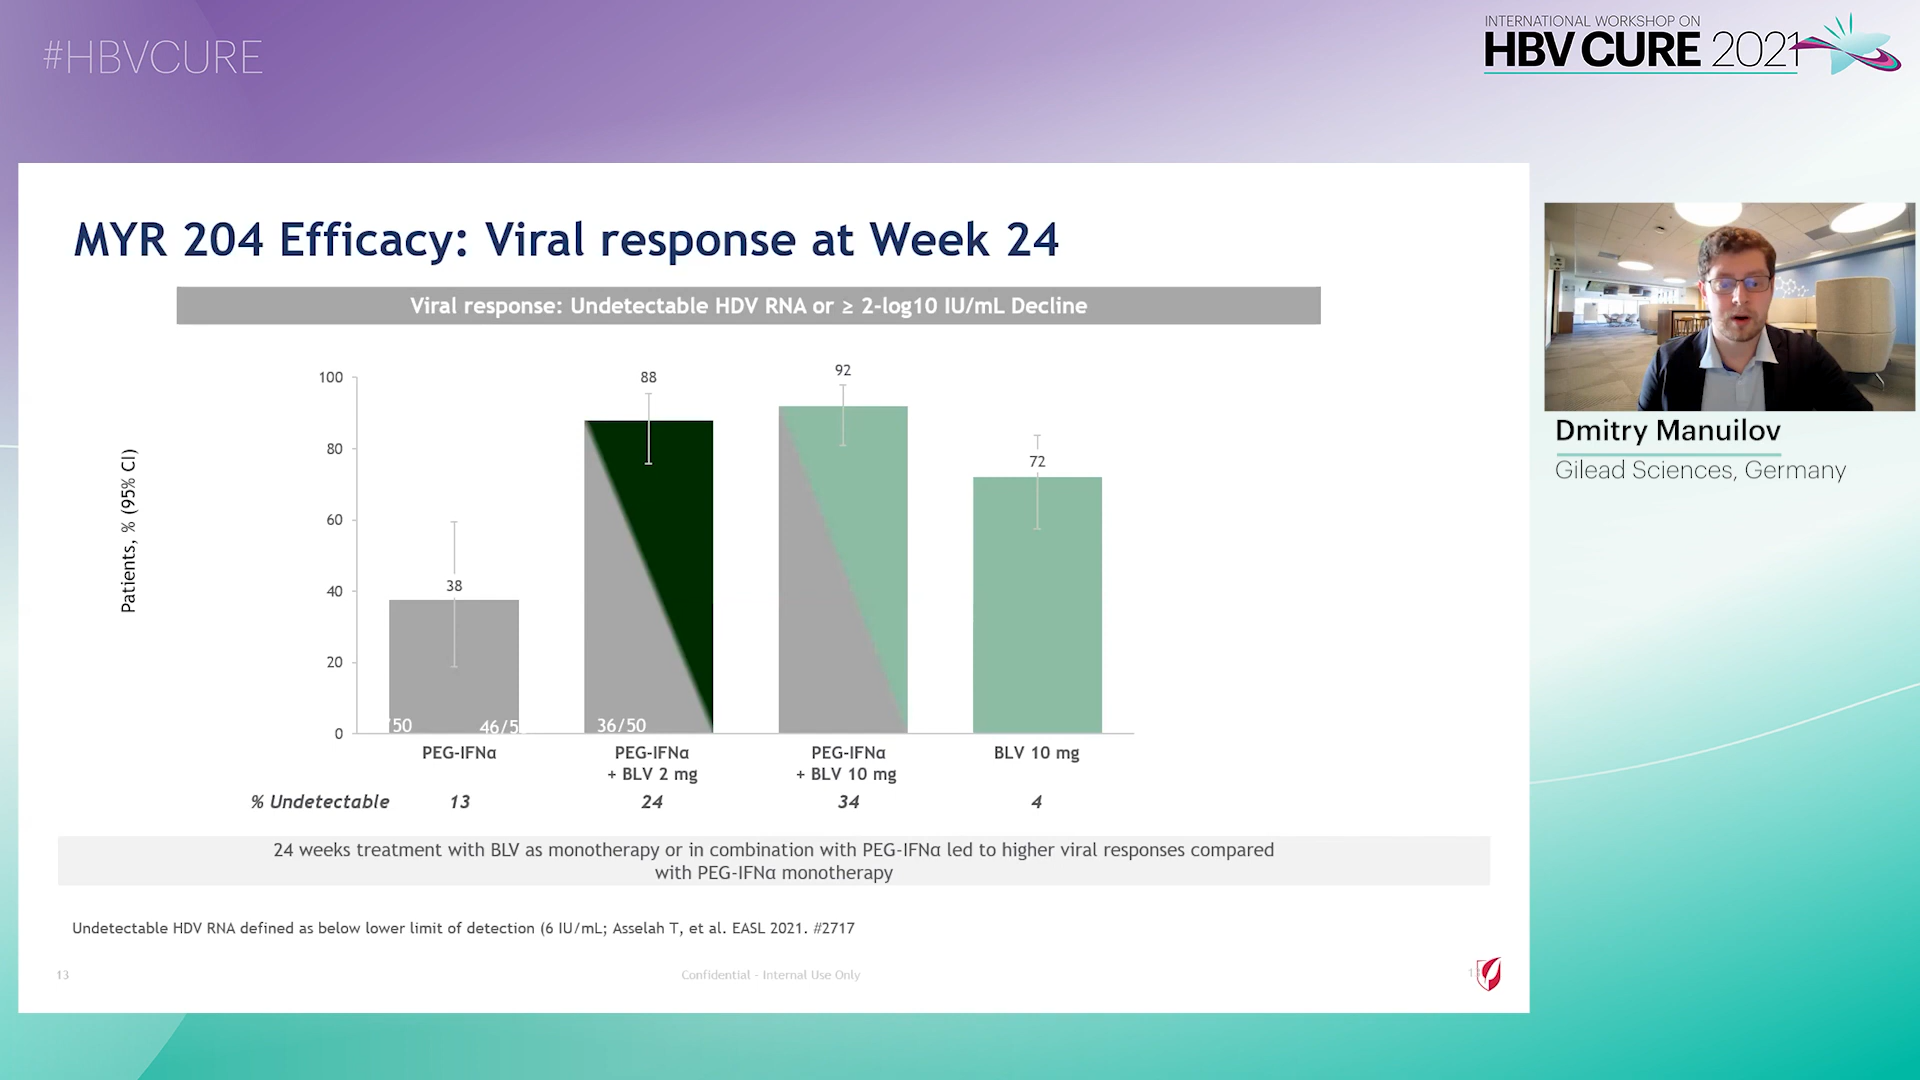 #HBVCURE
INTERNATIONAL WORKSHOP ON
HBV CURE 2021
MYR 204 Efficacy: Viral response at Week 24
Viral response: Undetectable HDV RNA or ≥ 2-log10 IU/mL Decline
Patients, % (95% CI)
100
80
60
40
20
0
38
88
92
72
/50
46/5
36/50
PEG-IFNα
PEG-IFNα
+ BLV 2 mg
PEG-IFNα
+ BLV 10 mg
BLV 10 mg
% Undetectable 13 24 34 4
24 weeks treatment with BLV as monotherapy or in combination with PEG-IFNα led to higher viral responses compared
with PEG-IFNα monotherapy
Undetectable HDV RNA defined as below lower limit of detection (6 IU/mL; Asselah T, et al. EASL 2021. #2717
13
Confidential - Internal Use Only
Dmitry Manuilov
Gilead Sciences, Germany